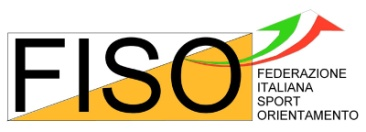 FISO
FEDERAZIONE
ITALIANA
SPORT
ORIENTAMENTO